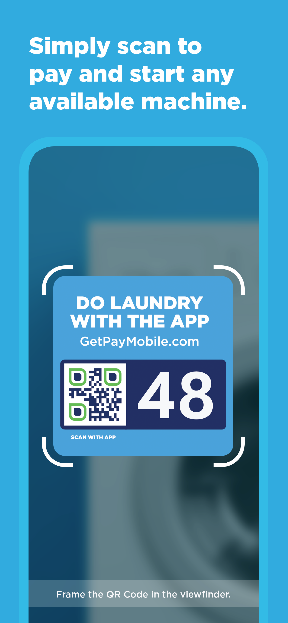 Simply scan to
pay and start any
available machine.
DO LAUNDRY
WITH THE APP
GetPayMobile.com
48
SCAN WITH APP
Frame the QR Code in the viewfinder.